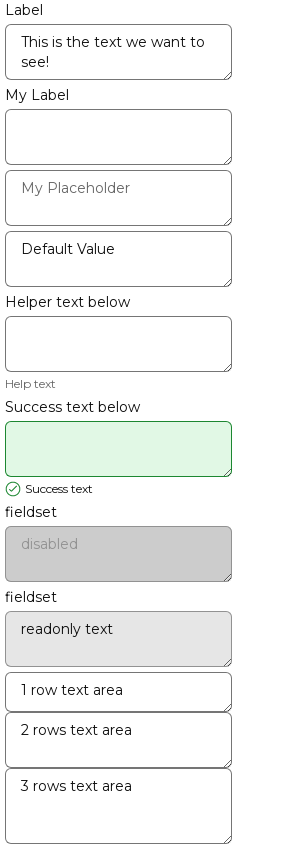 Label
This is the text we want to
see!
My Label
My Placeholder
Default Value
Helper text below
Help text
Success text below
Success text
fieldset
disabled
fieldset
readonly text
1 row text area
2 rows text area
3 rows text area